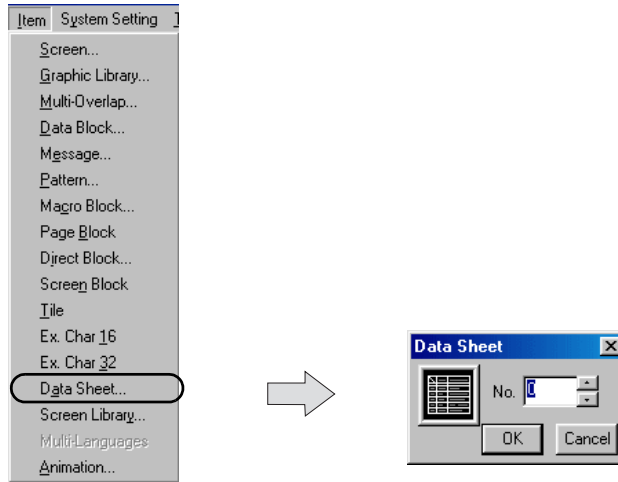 Item System Setting
Screen...
Graphic Library...
Multi-Overlap...
Data Block...
Message...
Pattern...
Macro Block...
Page Block
Direct Block...
Screen Block
Tile
Ex. Char 16
Ex. Char 32
Data Sheet...
Screen Library...
Multi-Languages
Animation...
Data Sheet
No. 0
OK Cancel